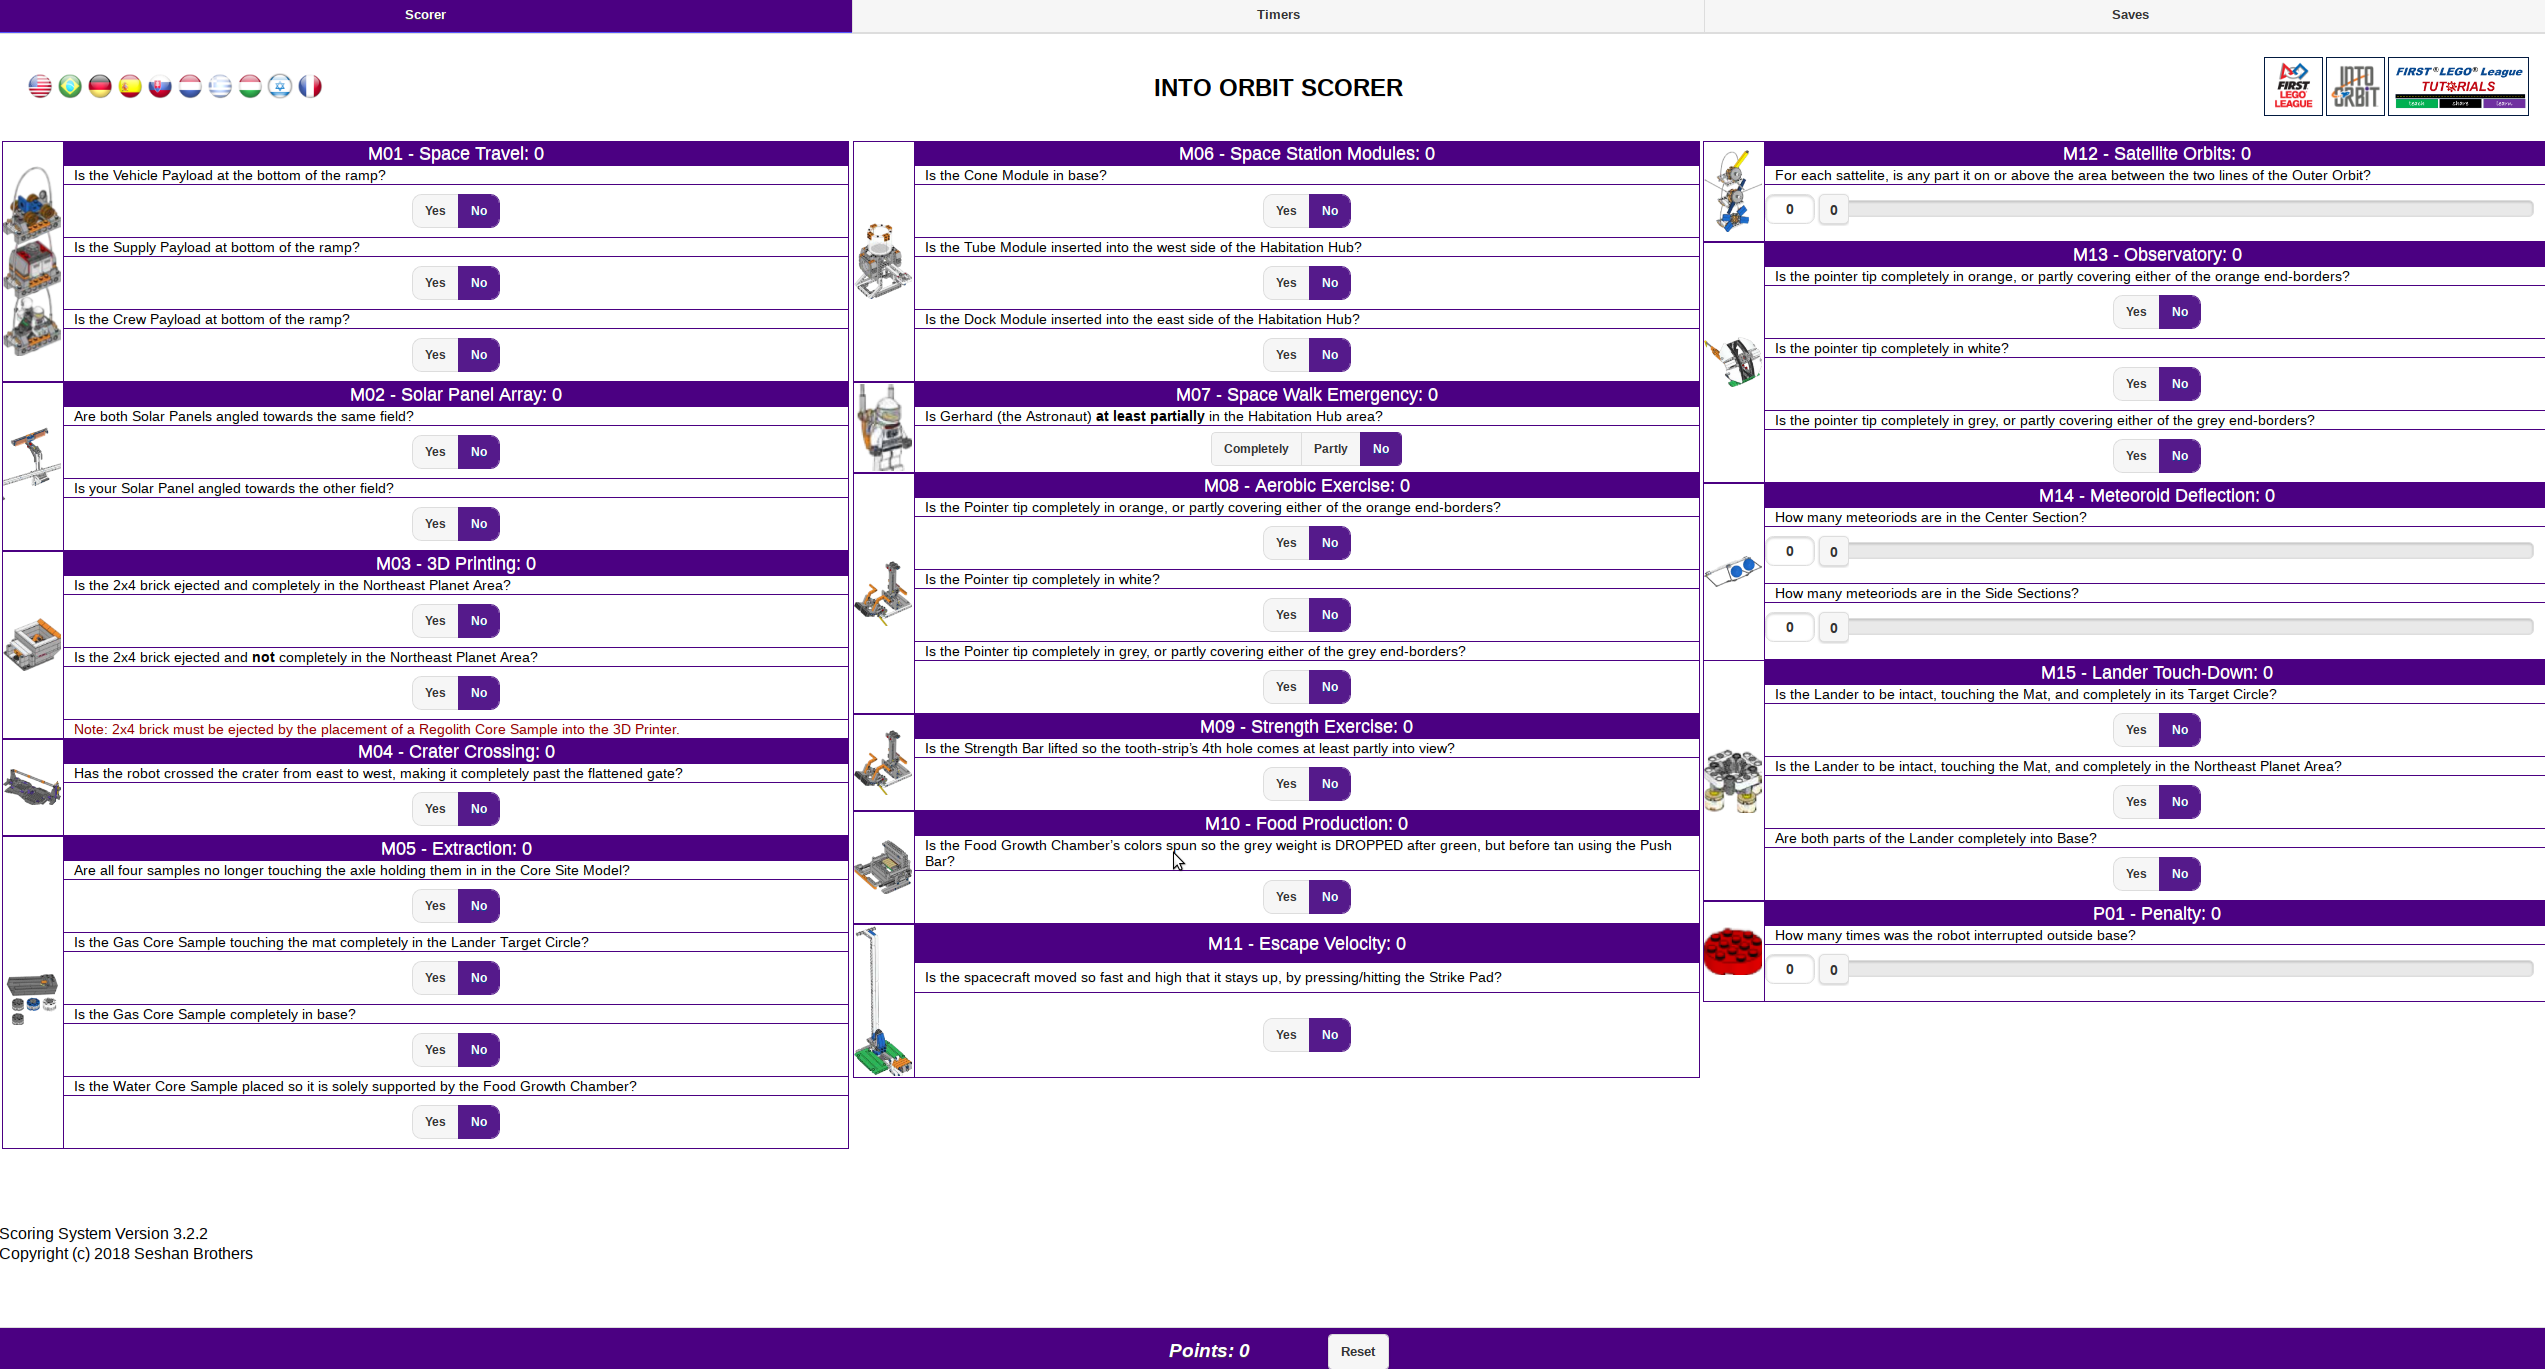 Scorer
Timers
Saves
INTO ORBIT SCORER
FIRST
LEGO
LEAGUE
INTO
ORBIT
FIRST® LEGO® League
TUTORIALS
teach
share
learn
M01 - Space Travel: 0
Is the Vehicle Payload at the bottom of the ramp?
Yes No
Is the Supply Payload at bottom of the ramp?
Yes No
Is the Crew Payload at bottom of the ramp?
Yes No
M02 - Solar Panel Array: 0
Are both Solar Panels angled towards the same field?
Yes No
Is your Solar Panel angled towards the other field?
Yes No
M03 - 3D Printing: 0
Is the 2x4 brick ejected and completely in the Northeast Planet Area?
Yes No
Is the 2x4 brick ejected and not completely in the Northeast Planet Area?
Yes No
Note: 2x4 brick must be ejected by the placement of a Regolith Core Sample into the 3D Printer.
M04 - Crater Crossing: 0
Has the robot crossed the crater from east to west, making it completely past the flattened gate?
Yes No
M05 - Extraction: 0
Are all four samples no longer touching the axle holding them in in the Core Site Model?
Yes No
Is the Gas Core Sample touching the mat completely in the Lander Target Circle?
Yes No
Is the Gas Core Sample completely in base?
Yes No
Is the Water Core Sample placed so it is solely supported by the Food Growth Chamber?
Yes No
M06 - Space Station Modules: 0
Is the Cone Module in base?
Yes No
Is the Tube Module inserted into the west side of the Habitation Hub?
Yes No
Is the Dock Module inserted into the east side of the Habitation Hub?
Yes No
M07 - Space Walk Emergency: 0
Is Gerhard (the Astronaut) at least partially in the Habitation Hub area?
Completely Partly No
M08 - Aerobic Exercise: 0
Is the Pointer tip completely in orange, or partly covering either of the orange end-borders?
Yes No
Is the Pointer tip completely in white?
Yes No
Is the Pointer tip completely in grey, or partly covering either of the grey end-borders?
Yes No
M09 - Strength Exercise: 0
Is the Strength Bar lifted so the tooth-strip's 4th hole comes at least partly into view?
Yes No
M10 - Food Production: 0
Is the Food Growth Chamber's colors spun so the grey weight is DROPPED after green, but before tan using the Push
Bar?
Yes No
M11 - Escape Velocity: 0
Is the spacecraft moved so fast and high that it stays up, by pressing/hitting the Strike Pad?
Yes No
M12 - Satellite Orbits: 0
For each sattelite, is any part it on or above the area between the two lines of the Outer Orbit?
0 0
M13 - Observatory: 0
Is the pointer tip completely in orange, or partly covering either of the orange end-borders?
Yes No
Is the pointer tip completely in white?
Yes No
Is the pointer tip completely in grey, or partly covering either of the grey end-borders?
Yes No
M14 - Meteoroid Deflection: 0
How many meteoriods are in the Center Section?
0 0
How many meteoriods are in the Side Sections?
0 0
M15 - Lander Touch-Down: 0
Is the Lander to be intact, touching the Mat, and completely in its Target Circle?
Yes No
Is the Lander to be intact, touching the Mat, and completely in the Northeast Planet Area?
Yes No
Are both parts of the Lander completely into Base?
Yes No
P01 - Penalty: 0
How many times was the robot interrupted outside base?
0 0
Scoring System Version 3.2.2
Copyright (c) 2018 Seshan Brothers
Points: 0
Reset